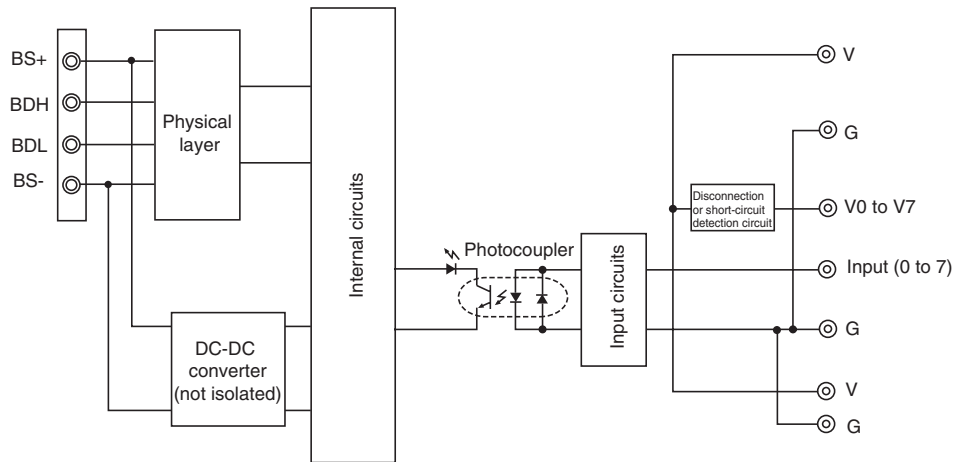 BS+
BDH
BDL
BS-
Physical
layer
DC-DC
converter
(not isolated)
Internal circuits
Photocoupler
Input circuits
Disconnection
or short-circuit
detection circuit
V
G
V0 to V7
Input (0 to 7)
G
V
G